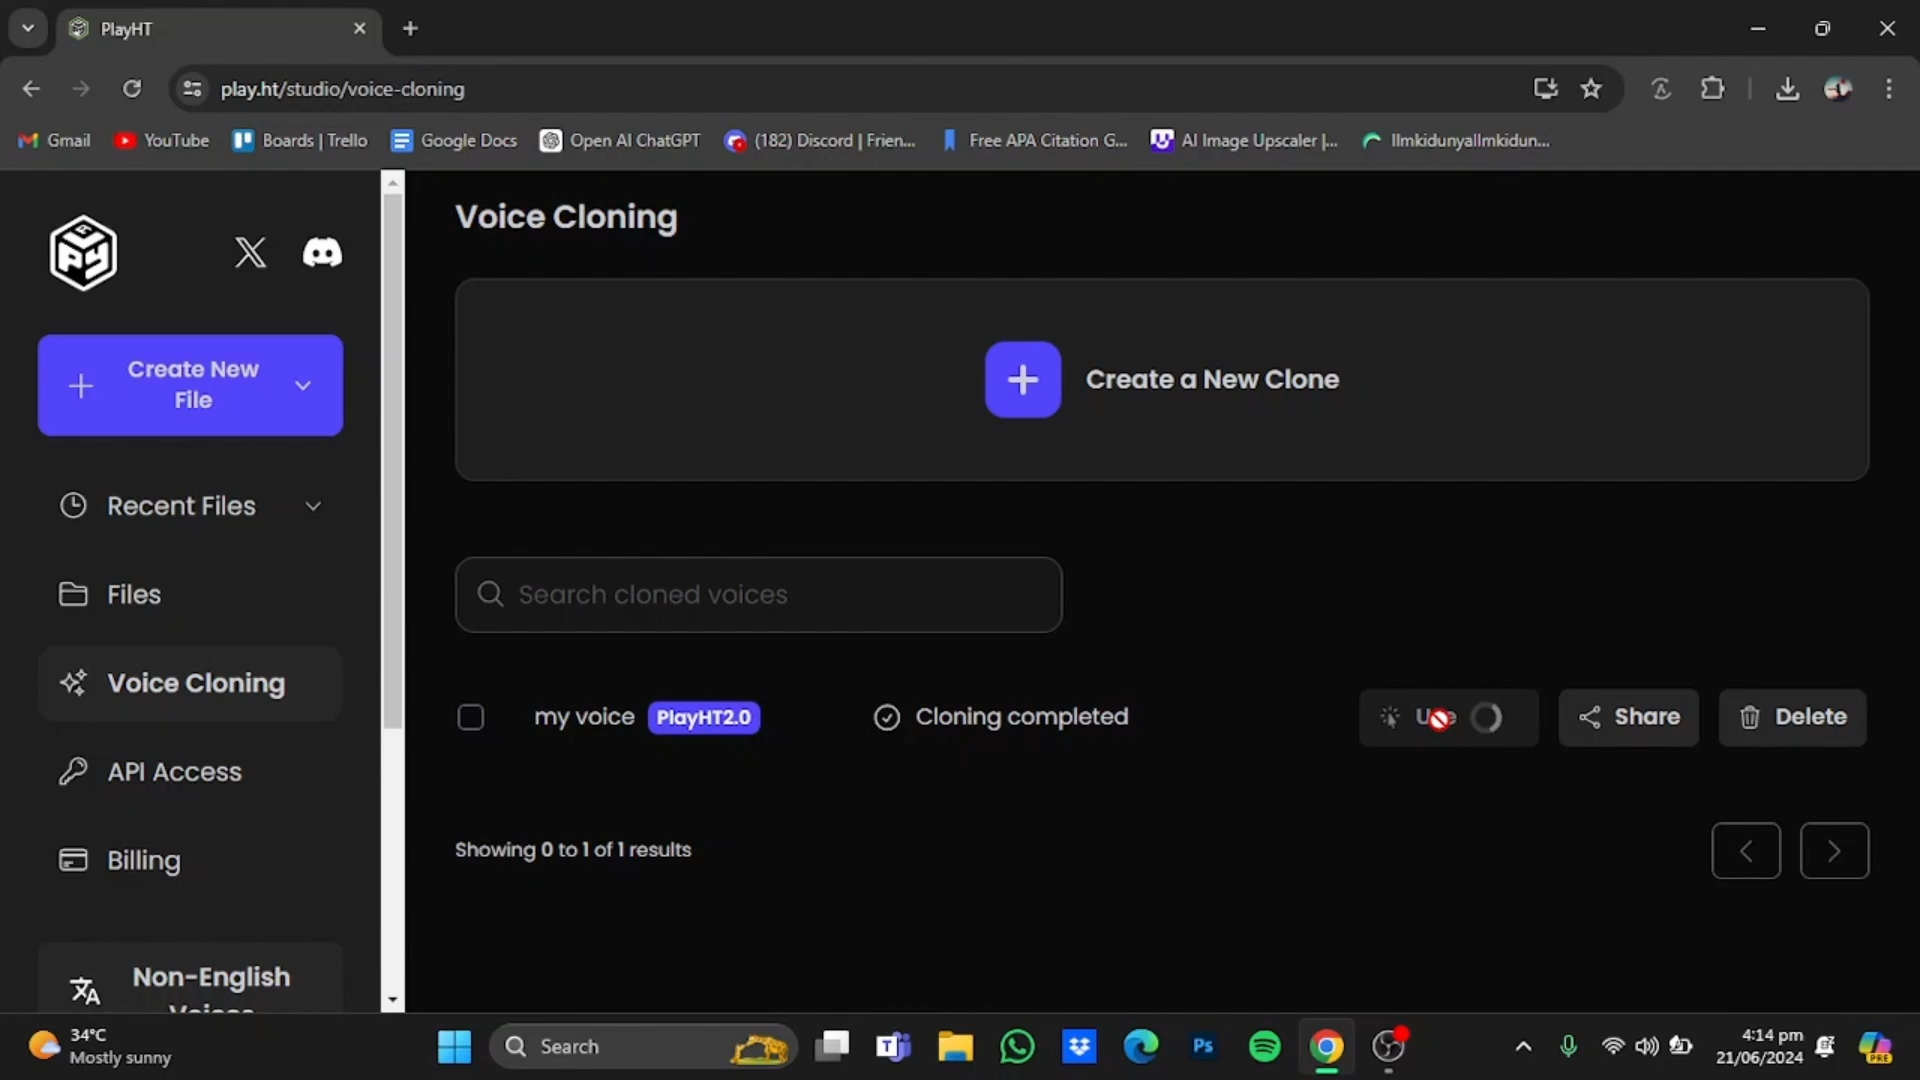 PlayHT
play.ht/studio/voice-cloning
Gmail YouTube Boards | Trello Google Docs Open AI ChatGPT (182) Discord | Frien... Free APA Citation G... AI Image Upscaler |... Ilmkidunyallmkidun...
Voice Cloning
Create New
File
Create a New Clone
Recent Files
Files
Search cloned voices
Voice Cloning
my voice PlayHT2.0 Cloning completed Share Delete
API Access
Showing 0 to 1 of 1 results
Billing
Non-English
Voices
34°C
Mostly sunny
Search
4:14 pm
21/06/2024